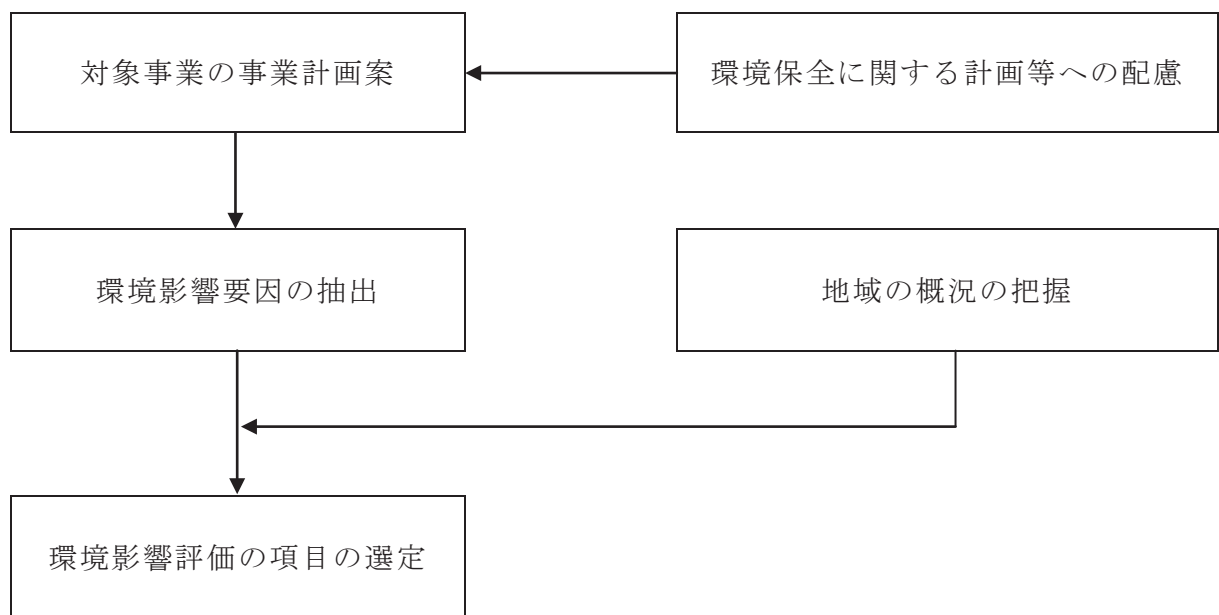 対象事業の事業計画案
環境保全に関する計画等への配慮
環境影響要因の抽出
地域の概況の把握
環境影響評価の項目の選定